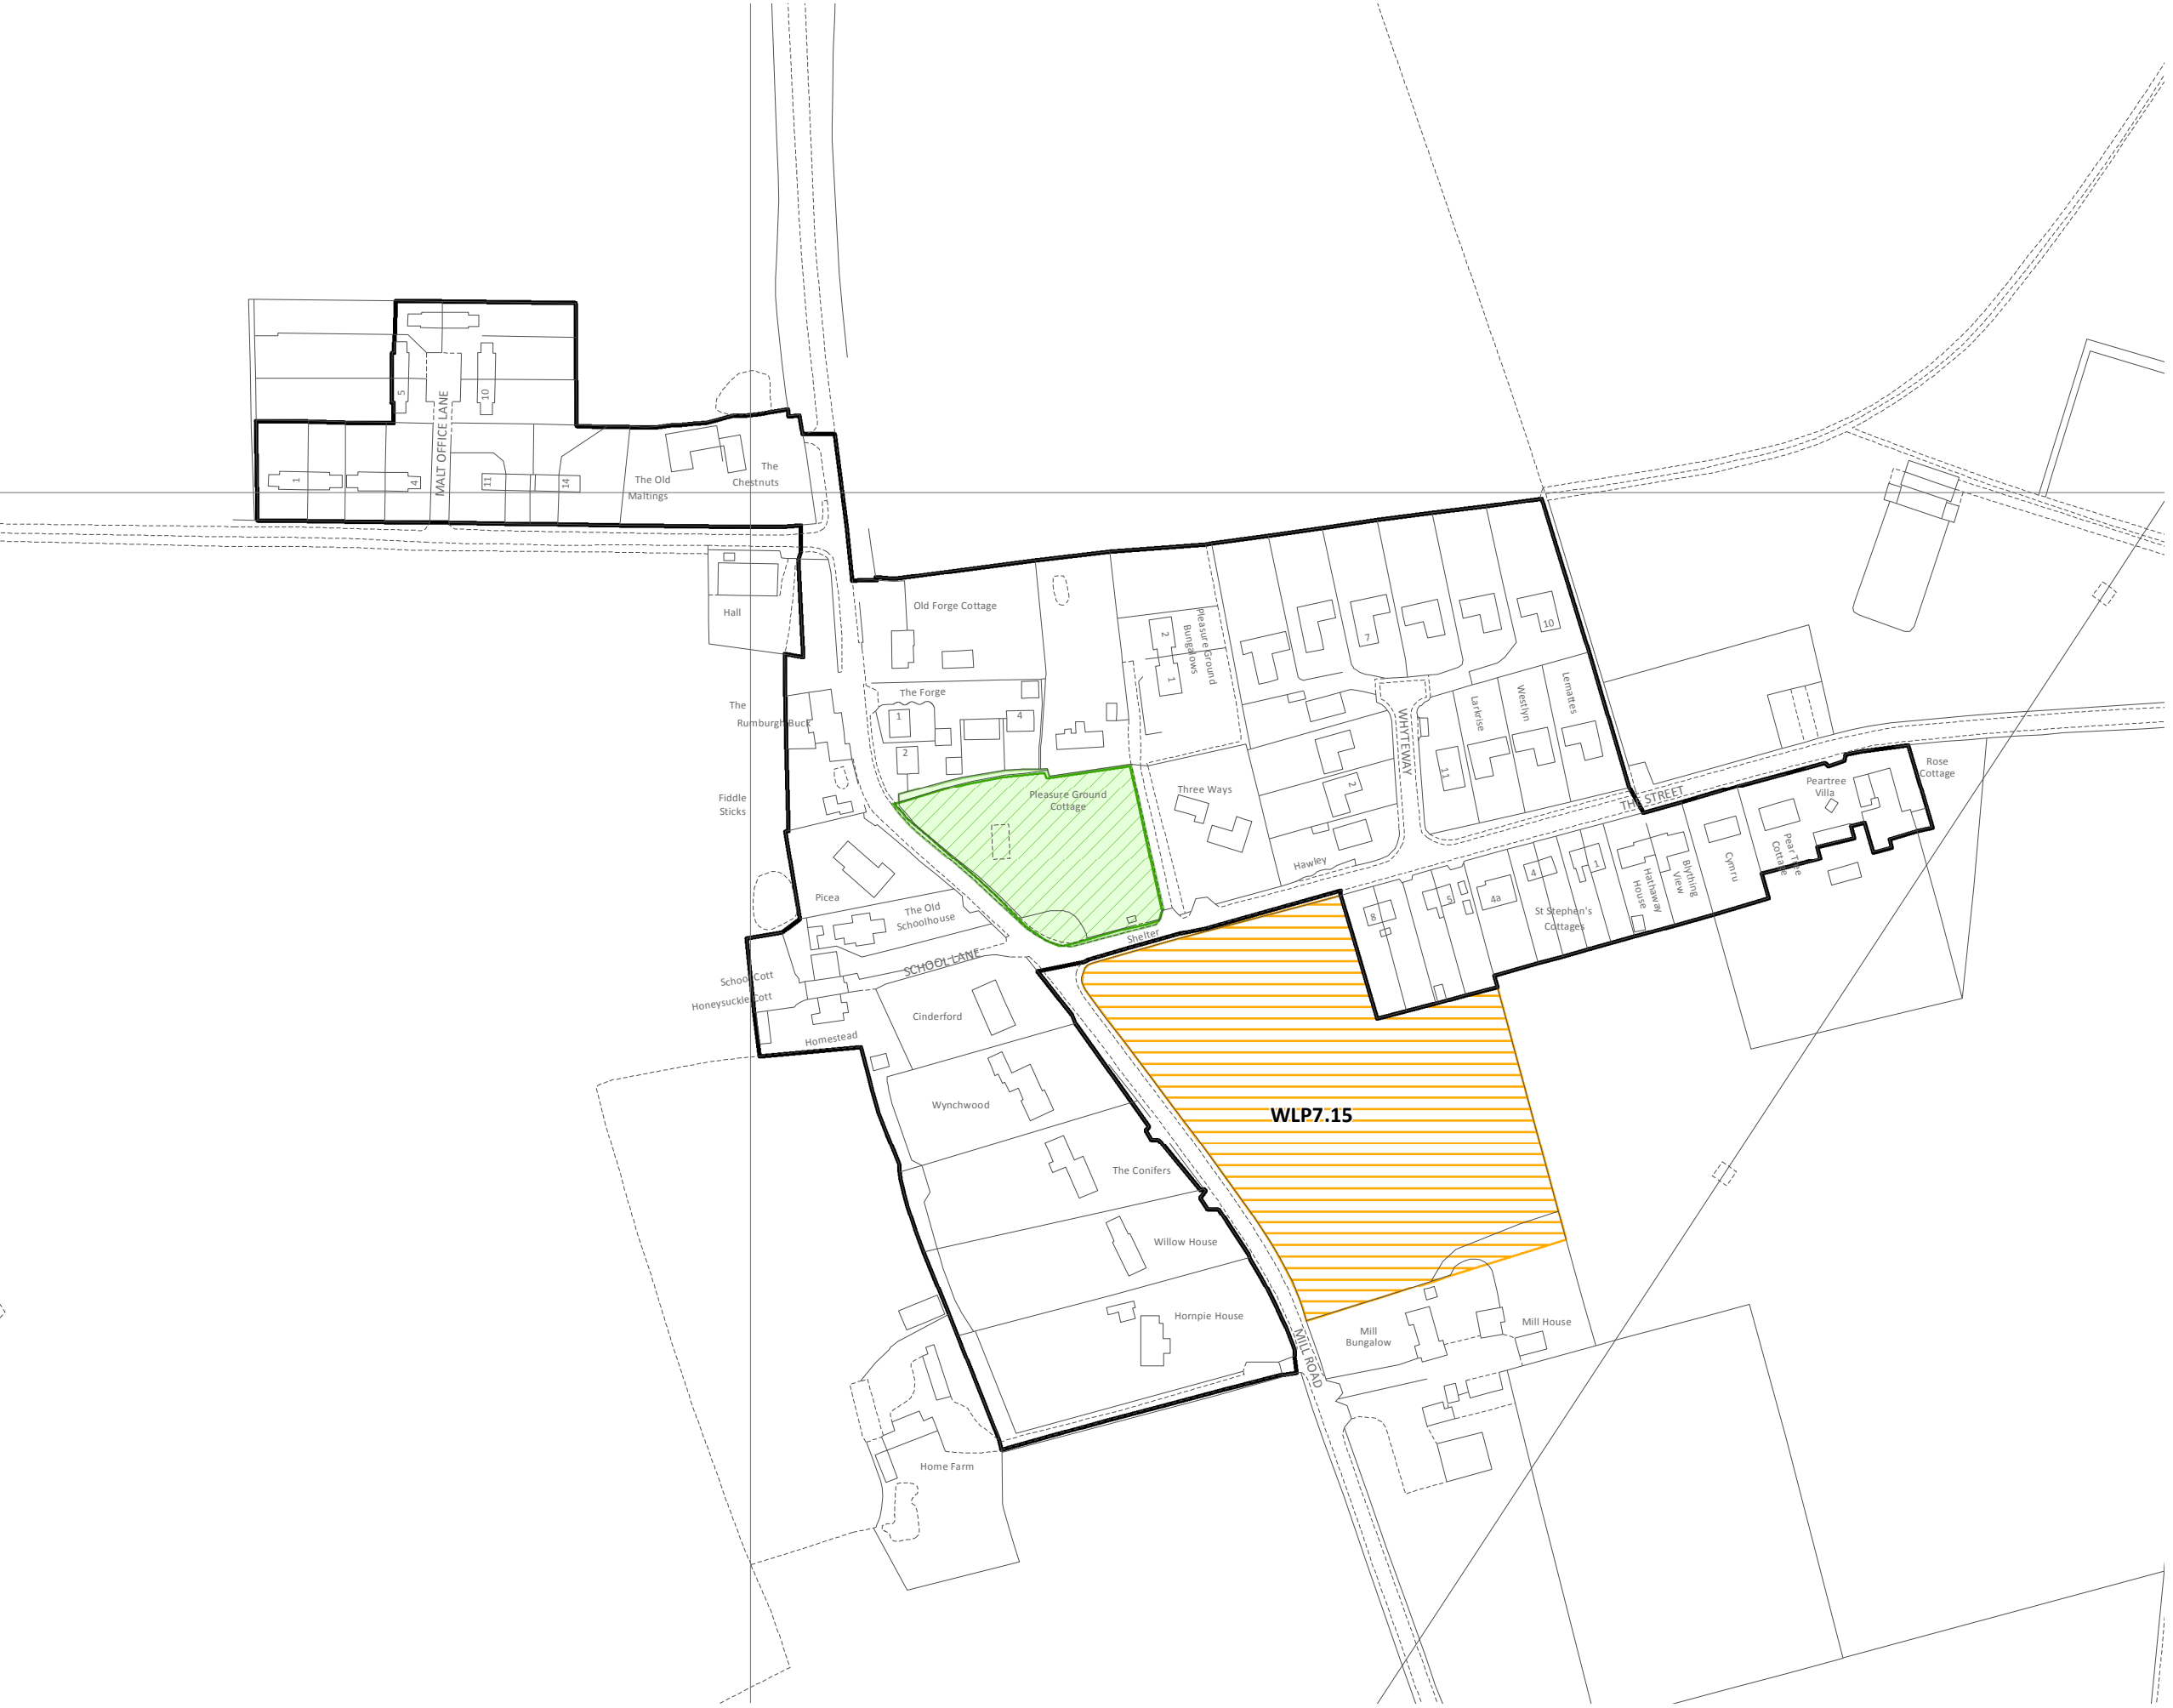 5
10
MALT OFFICE LANE
1
4
11
14
The Old
Maltings
The
Chestnuts
Hall
Old Forge Cottage
2
1
Pleasure Ground
Bungalows
7
10
The Forge
1
4
2
The
Rumburgh Buck
Larkrise
Westlyn
Lemattes
WHYTEWAY
11
2
Fiddle
Sticks
Pleasure Ground
Cottage
Three Ways
Hawley
THE STREET
Peartree
Villa
Rose
Cottage
Picea
The Old
Schoolhouse
Shelter
8
5
4a
4
1
St Stephen's
Cottages
Hathaway
House
Blything
View
Cymru
Pear Tree
Cottage
SCHOOL LANE
School Cott
Honeysuckle Cott
Homestead
Cinderford
Wynchwood
WLP7.15
The Conifers
Willow House
Hornpie House
MILL ROAD
Mill
Bungalow
Mill House
Home Farm